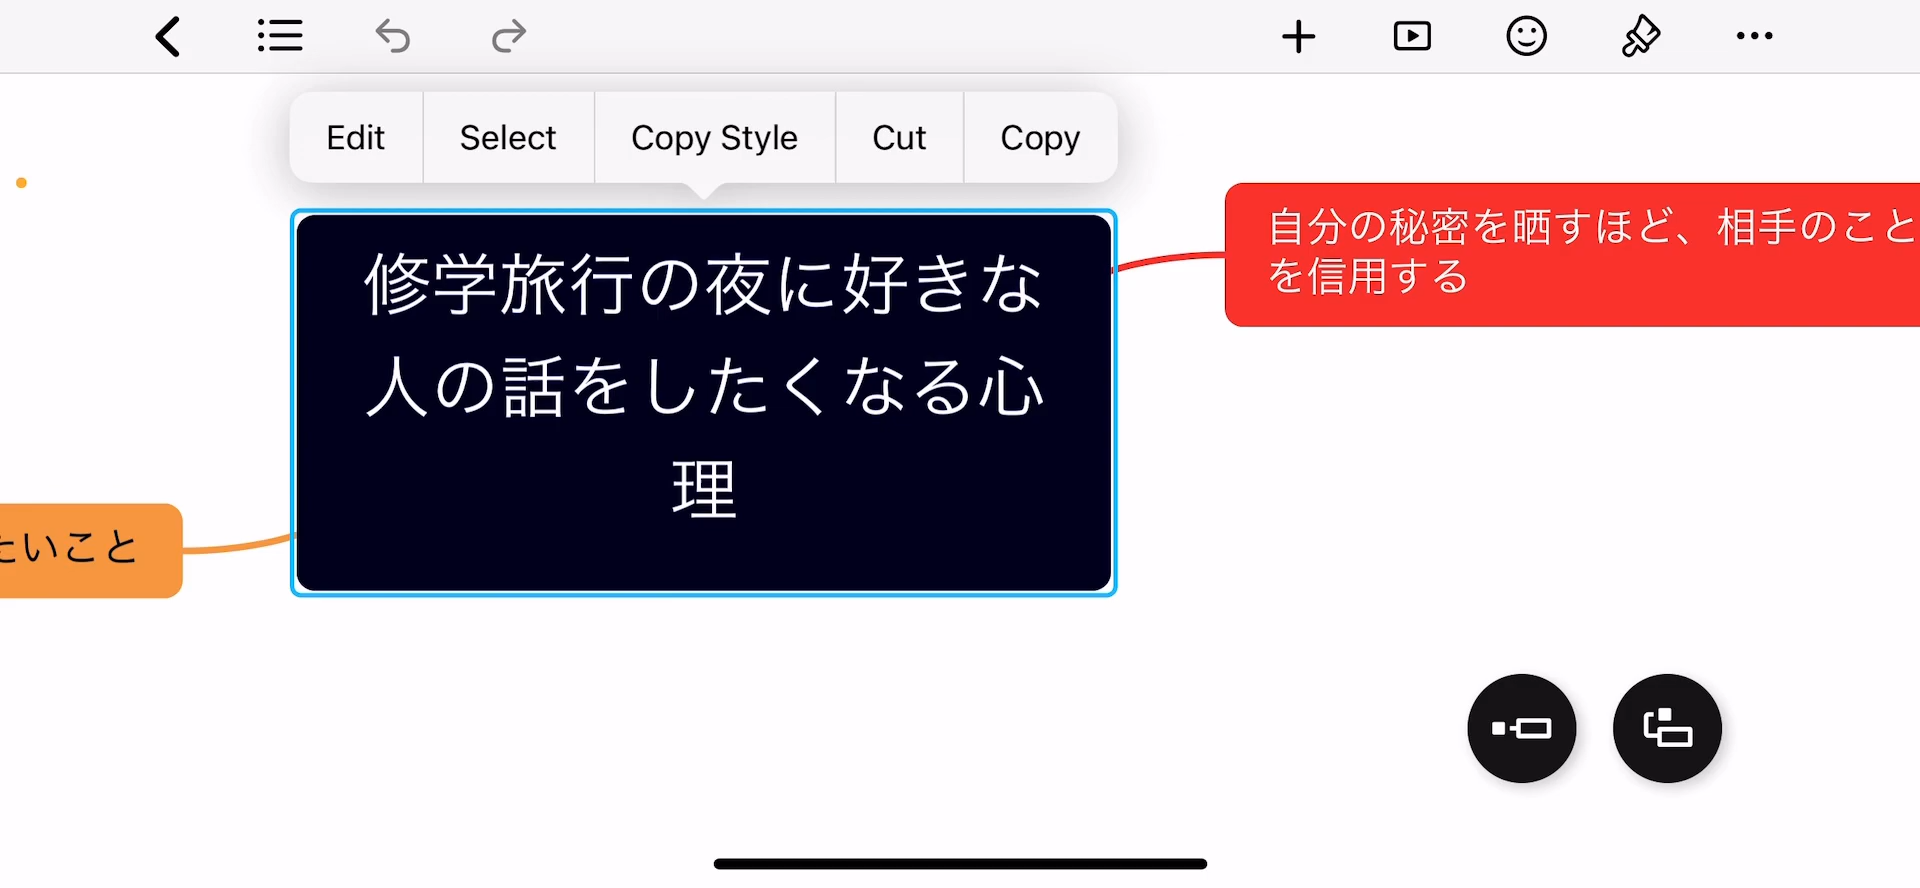 Edit
Select
Copy Style
Cut
Copy
修学旅行の夜に好きな
人の話をしたくなる心
理
自分の秘密を晒すほど、相手のこと
を信用する
たいこと